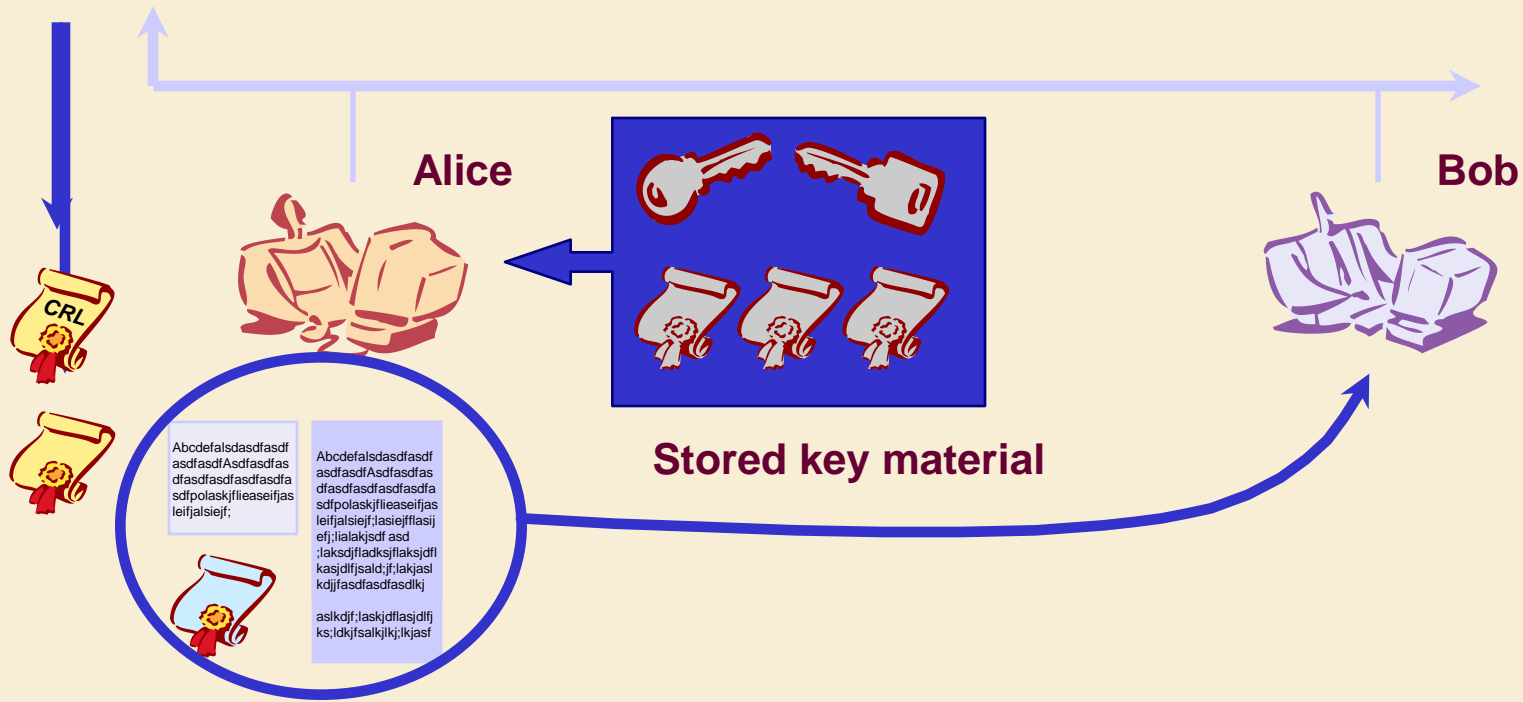 Alice
Bob
CRL
Stored key material
Abcdefalsdasdfasdf
asdfasdfAsdfasdfas
dfasdfasdfasdfasdfa
sdfpolaskjflieaseifjas
leifjalsiejf;
Abcdefalsdasdfasdf
asdfasdfAsdfasdfas
dfasdfasdfasdfasdfa
sdfpolaskjflieaseifjas
leifjalsiejf;lasiejfflasij
efj;lialakjsdf asd
;laksdjfladksjflaksjdfl
kasjdlfjsald;jf;lakjasl
kdjjfasdfasdfasdlkj
aslkdjf;laskjdflasjdlfj
ks;ldkjfsalkjlkj;lkjasf